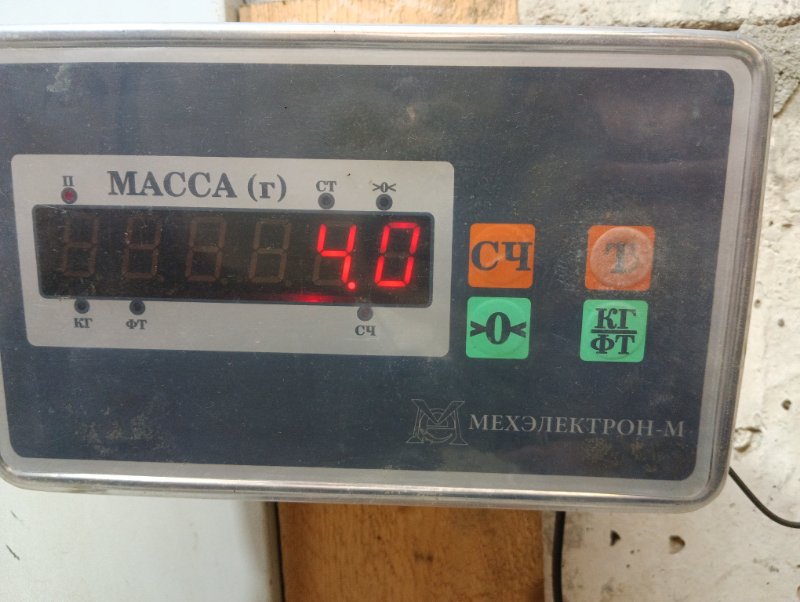 П МАССА (г) СТ >0<
4.0
КГ ФТ СЧ
СЧ Т
>0< КГ/ФТ
МЕХЭЛЕКТРОН-М